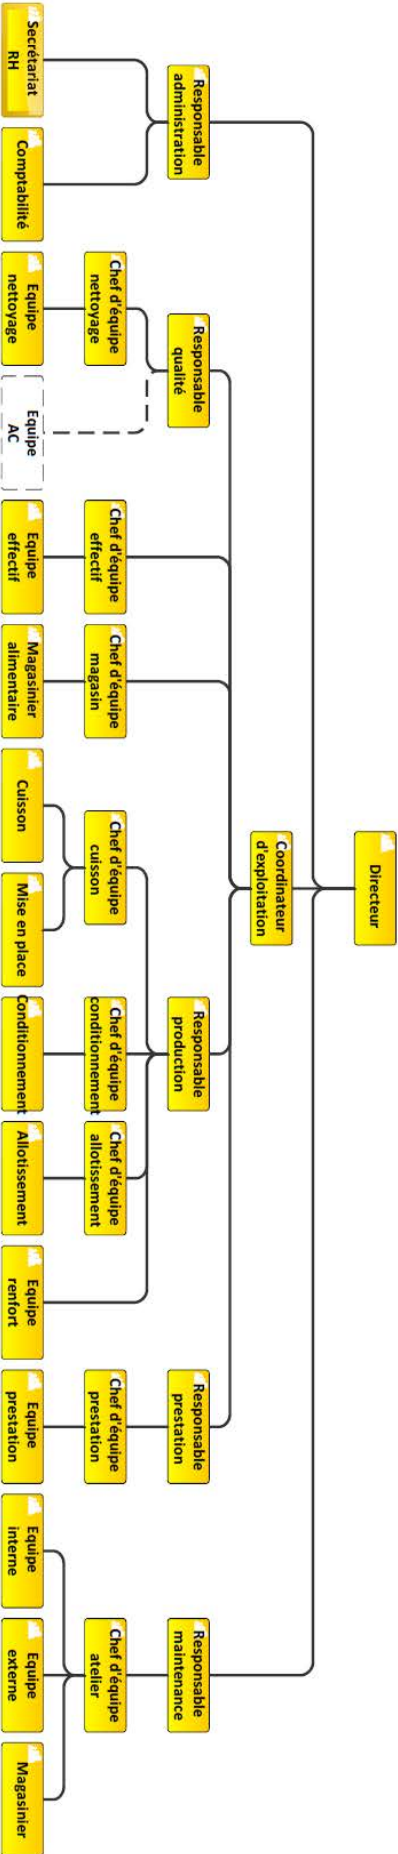 Directeur
Coordinateur
d'exploitation
Responsable
administration
Responsable
qualité
Responsable
production
Responsable
prestation
Responsable
maintenance
Chef d'équipe
nettoyage
Chef d'équipe
effectif
Chef d'équipe
magasin
Chef d'équipe
cuisson
Chef d'équipe
conditionnement
Chef d'équipe
allotissement
Chef d'équipe
prestation
Chef d'équipe
atelier
Secrétariat
RH
Comptabilité
Equipe
nettoyage
Equipe
AC
Equipe
effectif
Magasinier
alimentaire
Cuisson
Mise en place
Conditionnement
Allotissement
Equipe
renfort
Equipe
prestation
Equipe
interne
Equipe
externe
Magasinier